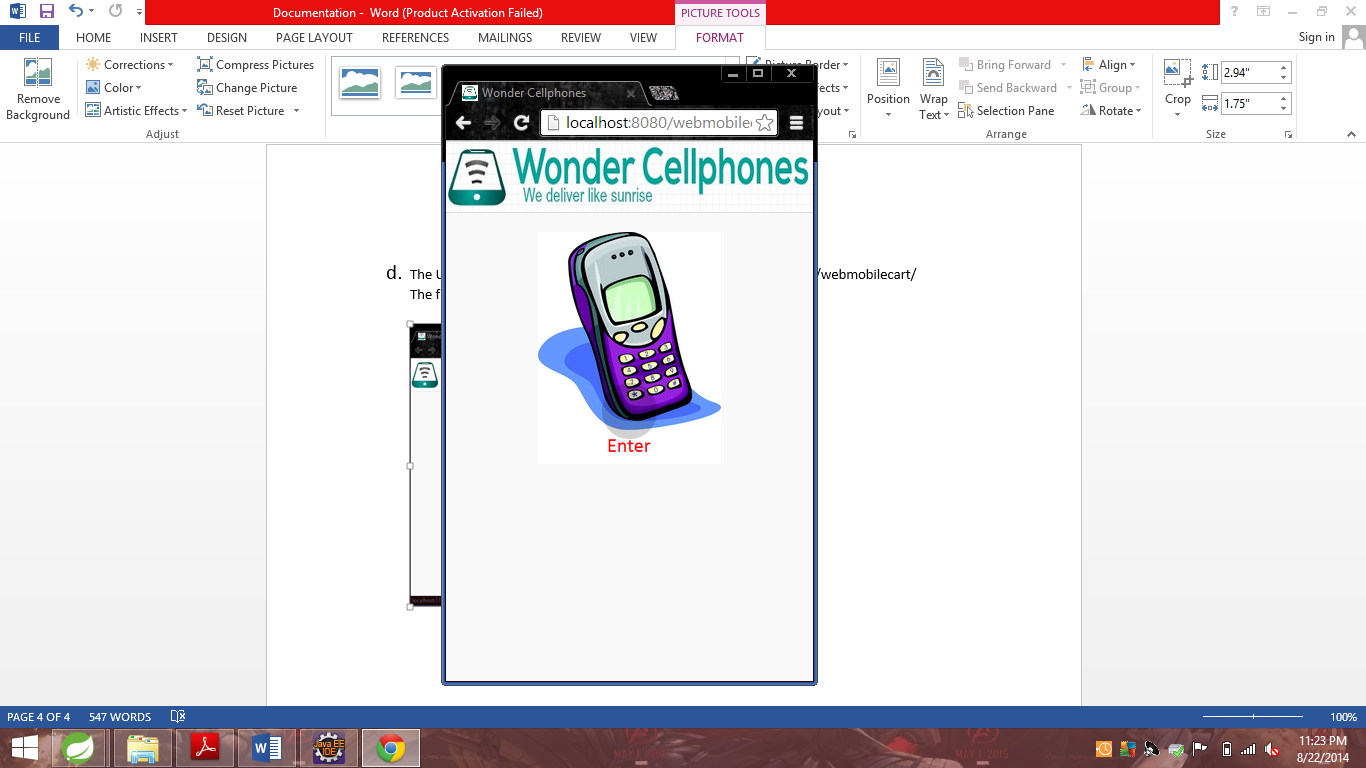 Documentation - Word (Product Activation Failed)
PICTURE TOOLS
FILE HOME INSERT DESIGN PAGE LAYOUT REFERENCES MAILINGS REVIEW VIEW FORMAT
Sign in
Remove Background
Corrections
Color
Artistic Effects
Compress Pictures
Change Picture
Reset Picture
Adjust
Picture Border
Position
Wrap Text
Bring Forward
Send Backward
Selection Pane
Align
Group
Rotate
Arrange
Crop
2.94"
1.75"
Size
Wonder Cellphones
localhost:8080/webmobile
Wonder Cellphones
We deliver like sunrise
Enter
d. The U
/webmobilecart/
The f
PAGE 4 OF 4 547 WORDS
100%
Java EE
IDE
11:23 PM
8/22/2014